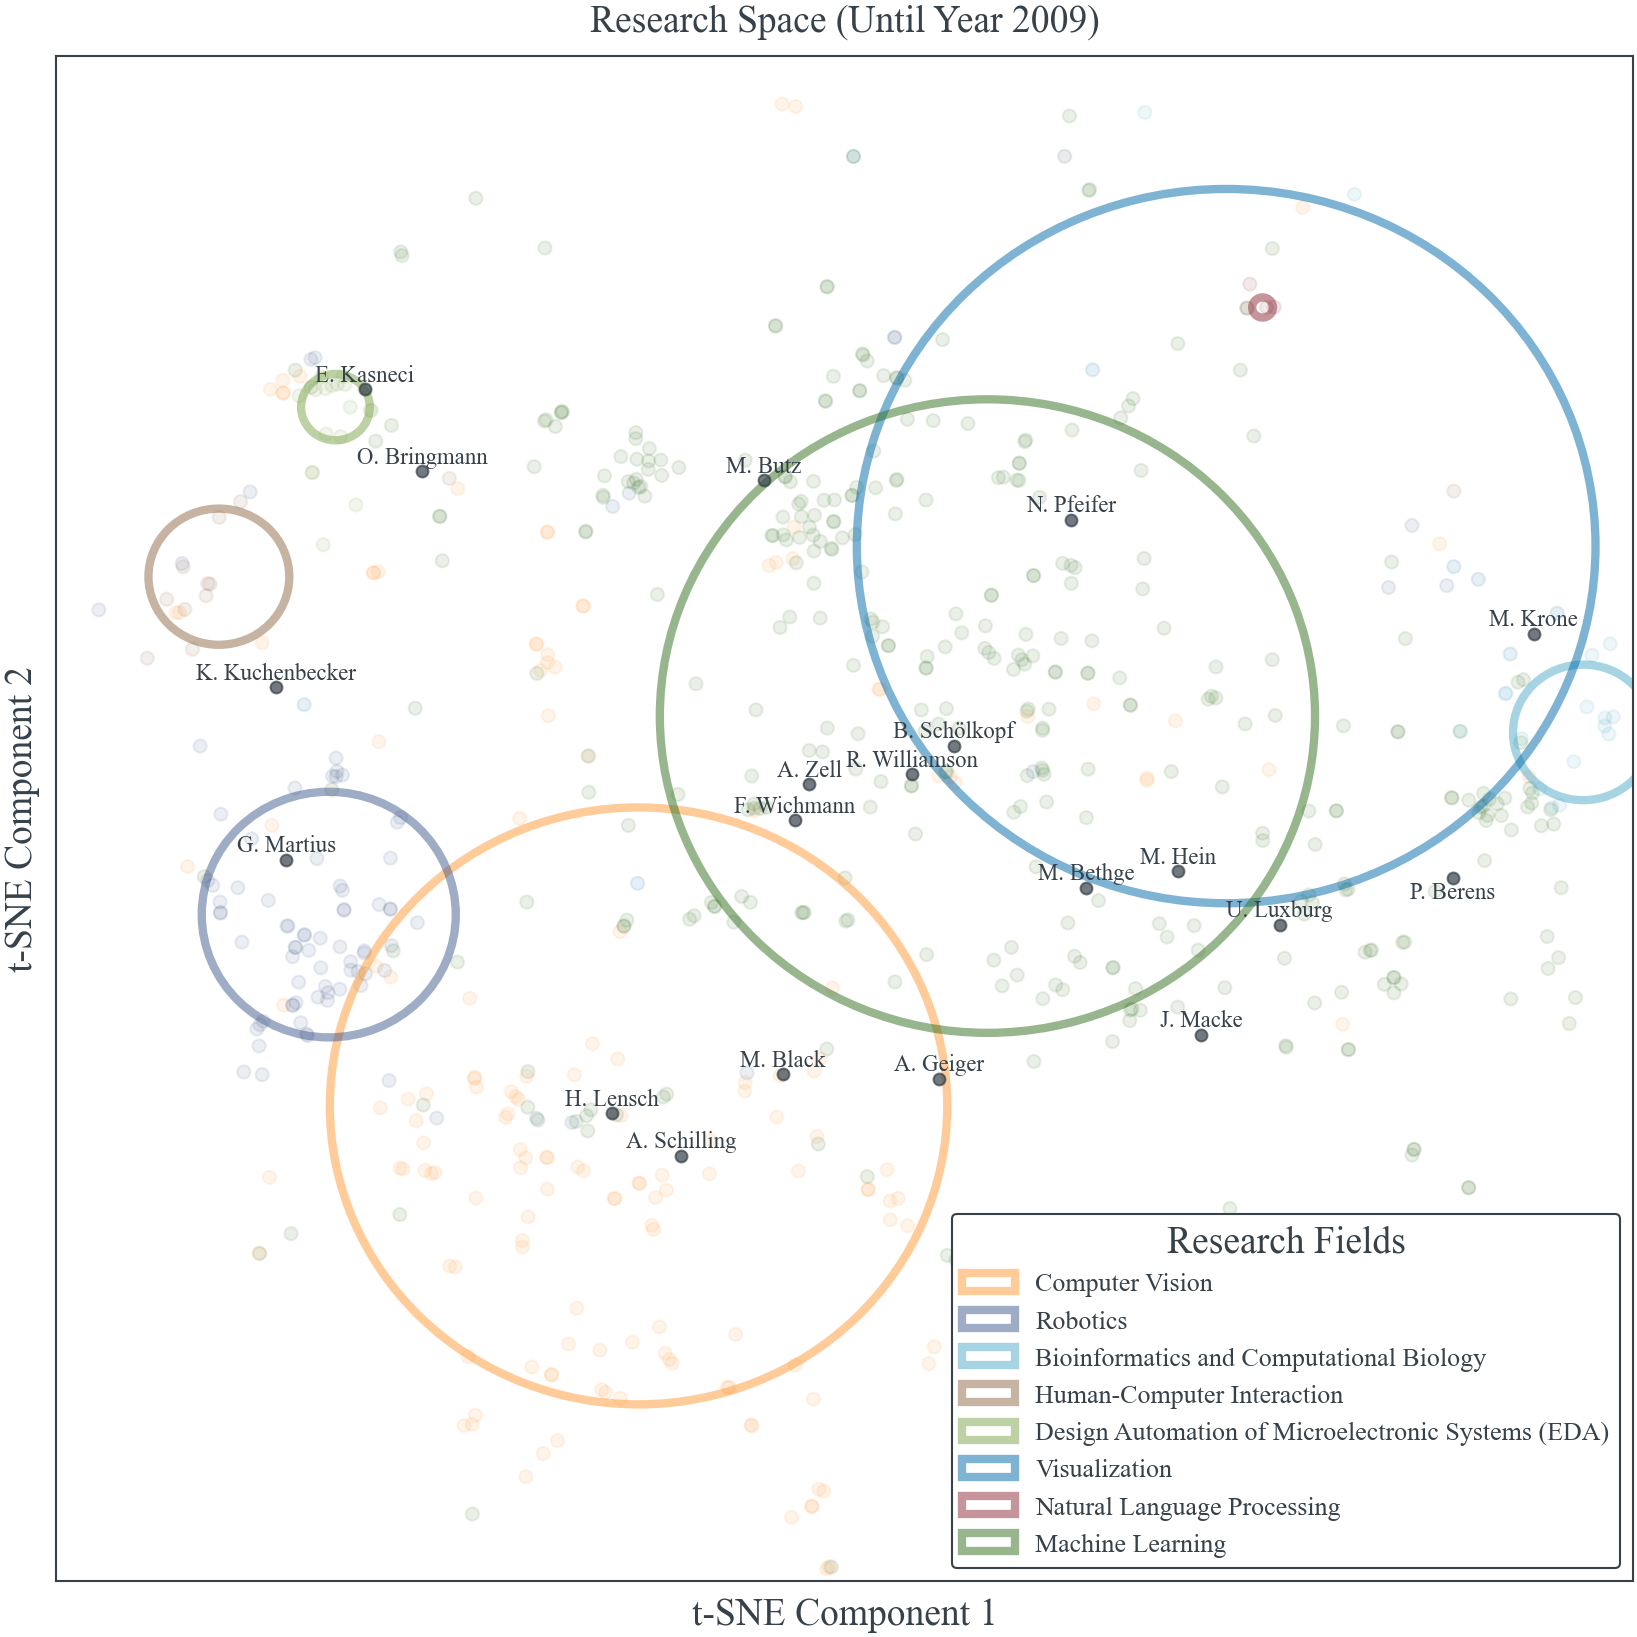 Research Space (Until Year 2009)
E. Kasneci
O. Bringmann
M. Butz
N. Pfeifer
M. Krone
K. Kuchenbecker
B. Schölkopf
R. Williamson
A. Zell
F. Wichmann
G. Martius
M. Hein
M. Bethge
P. Berens
U. Luxburg
J. Macke
M. Black
A. Geiger
H. Lensch
A. Schilling
t-SNE Component 2
Research Fields
Computer Vision
Robotics
Bioinformatics and Computational Biology
Human-Computer Interaction
Design Automation of Microelectronic Systems (EDA)
Visualization
Natural Language Processing
Machine Learning
t-SNE Component 1